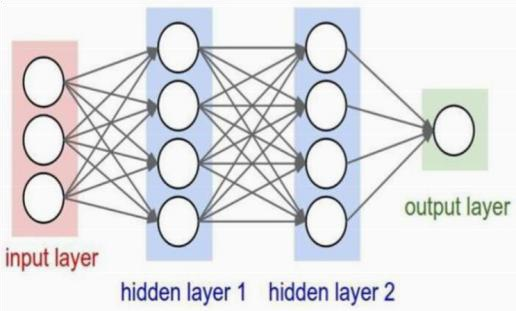 input layer
hidden layer 1
hidden layer 2
output layer